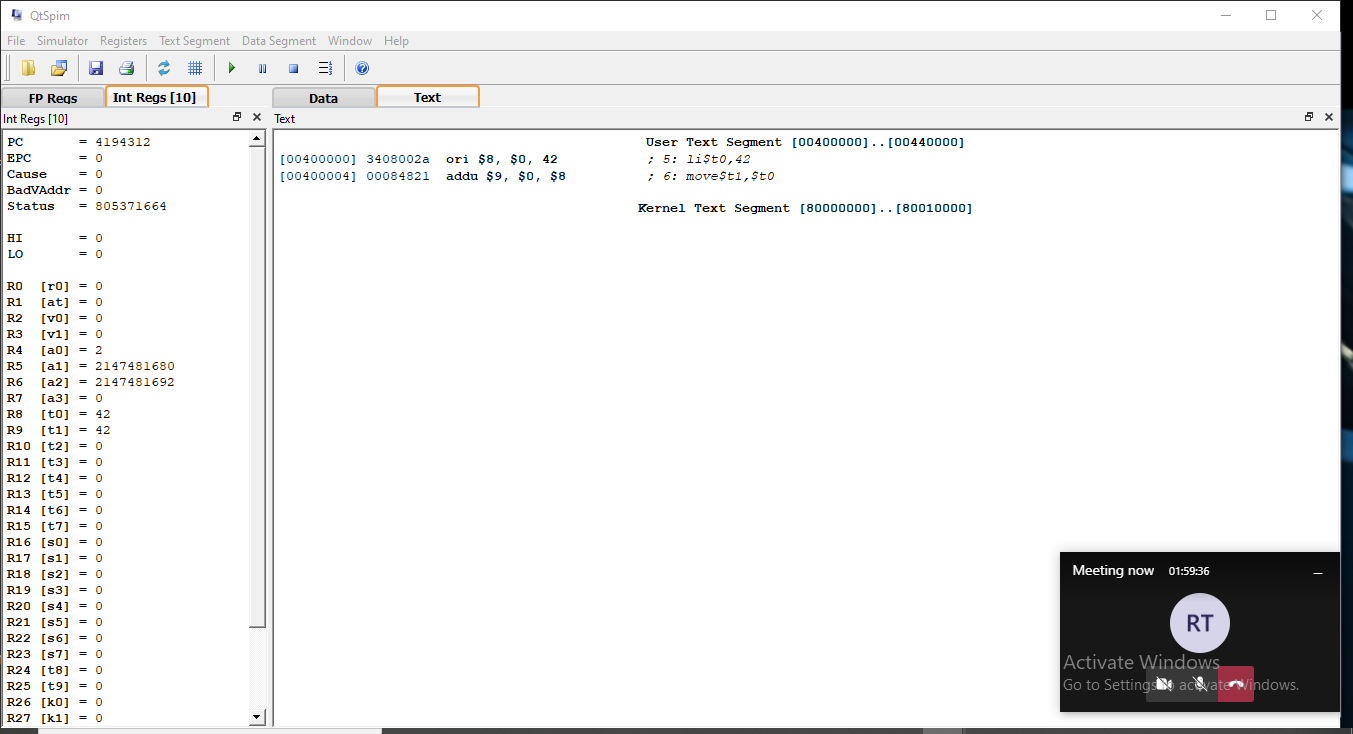 QtSpim
File Simulator Registers Text Segment Data Segment Window Help
FP Regs Int Regs [10] Data Text
Int Regs [10] Text
PC = 4194312
EPC = 0
Cause = 0
BadVAddr = 0
Status = 805371664
HI = 0
LO = 0
R0 [r0] = 0
R1 [at] = 0
R2 [v0] = 0
R3 [v1] = 0
R4 [a0] = 2
R5 [a1] = 2147481680
R6 [a2] = 2147481692
R7 [a3] = 0
R8 [t0] = 42
R9 [t1] = 42
R10 [t2] = 0
R11 [t3] = 0
R12 [t4] = 0
R13 [t5] = 0
R14 [t6] = 0
R15 [t7] = 0
R16 [s0] = 0
R17 [s1] = 0
R18 [s2] = 0
R19 [s3] = 0
R20 [s4] = 0
R21 [s5] = 0
R22 [s6] = 0
R23 [s7] = 0
R24 [t8] = 0
R25 [t9] = 0
R26 [k0] = 0
R27 [k1] = 0
User Text Segment [00400000]..[00440000]
[00400000] 3408002a ori $8, $0, 42 ; 5: li$t0,42
[00400004] 00084821 addu $9, $0, $8 ; 6: move$t1,$t0
Kernel Text Segment [80000000]..[80010000]
Meeting now 01:59:36
RT
Activate Windows
Go to Settings to activate Windows.